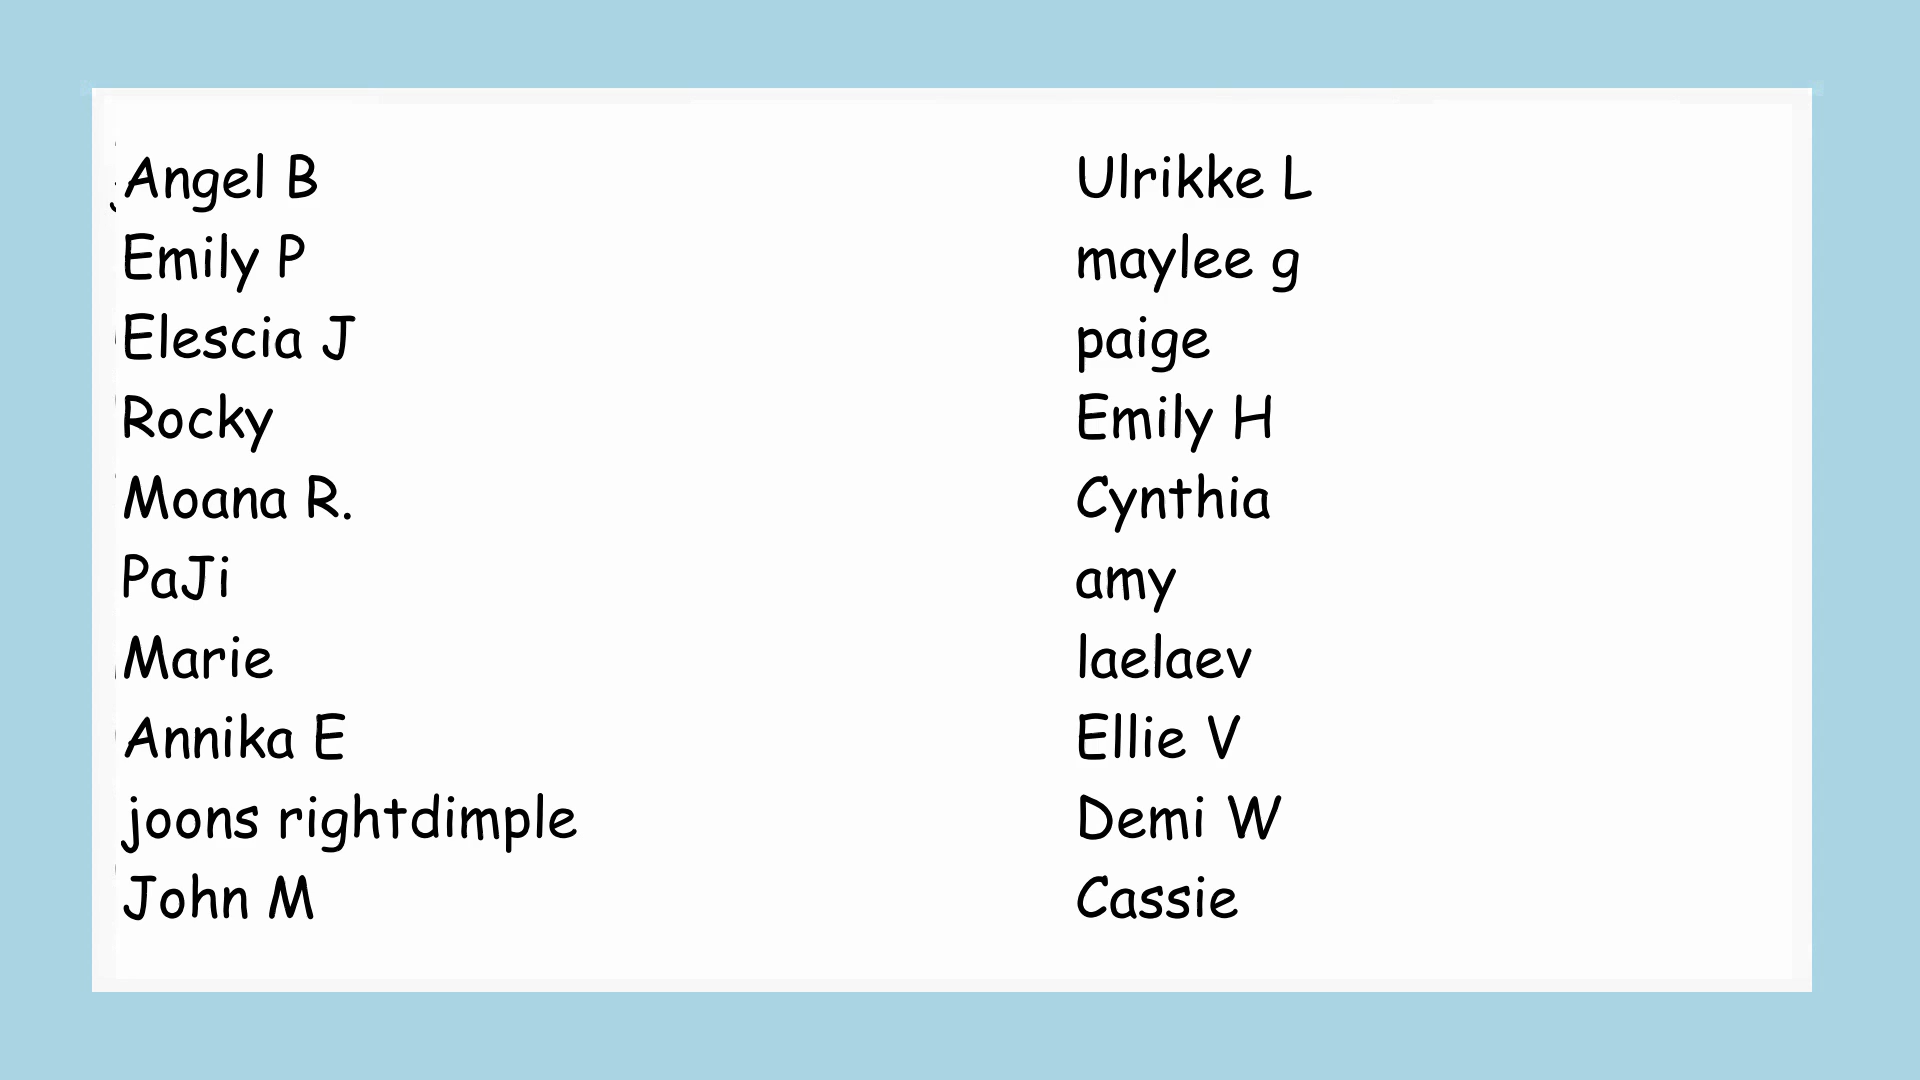 Angel B
Emily P
Elescia J
Rocky
Moana R.
PaJi
Marie
Annika E
joons rightdimple
John M
Ulrikke L
maylee g
paige
Emily H
Cynthia
amy
laelaev
Ellie V
Demi W
Cassie